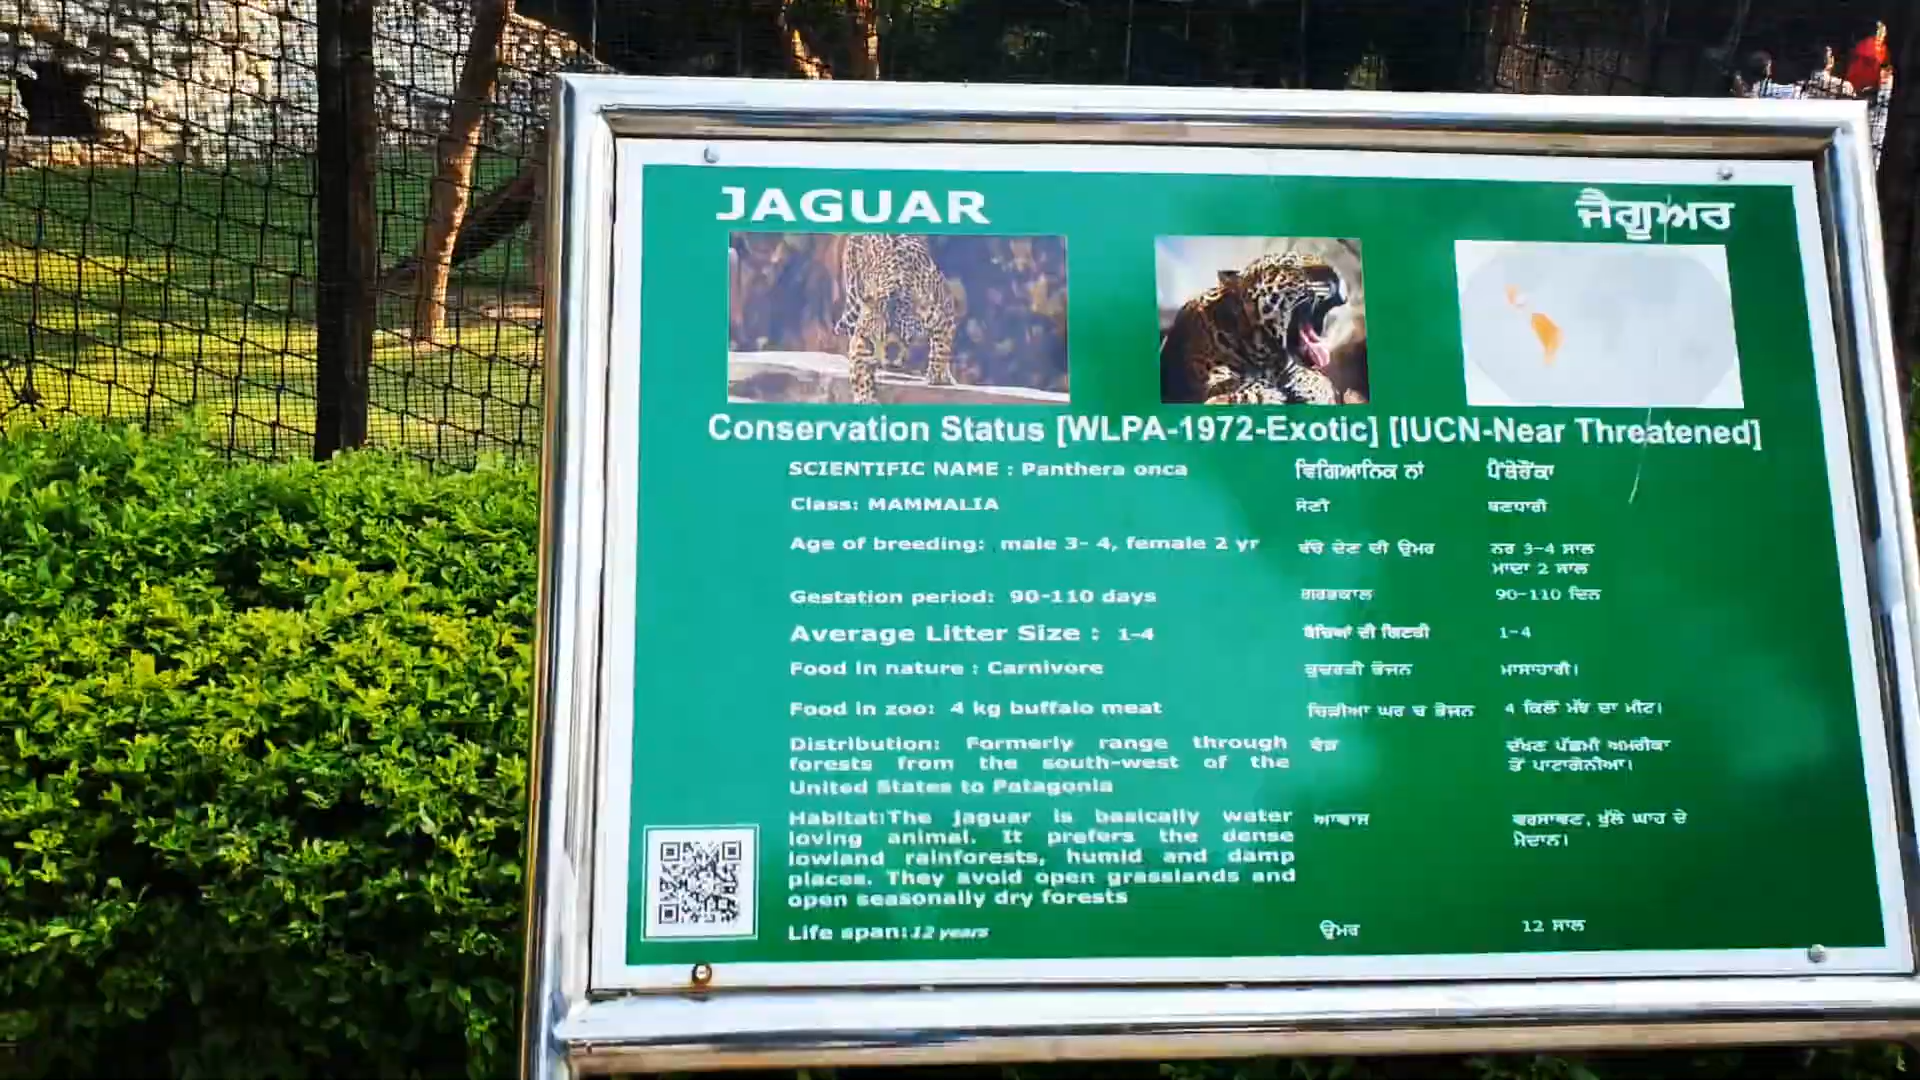 JAGUAR ਜੈਗੂਅਰ
Conservation Status [WLPA-1972-Exotic] [IUCN-Near Threatened]
SCIENTIFIC NAME : Panthera onca ਵਿਗਿਆਨਿਕ ਨਾਂ ਪੈਂਥੇਰੌਂਕਾ
Class: MAMMALIA ਸ਼ੇਣੀ ਥਣਧਾਰੀ
Age of breeding: male 3- 4, female 2 yr ਬੱਚੇ ਦੇਣ ਦੀ ਉਮਰ ਨਰ 3-4 ਸਾਲ
ਮਾਦਾ 2 ਸਾਲ
Gestation period: 90-110 days ਗਰਭਕਾਲ 90-110 ਦਿਨ
Average Litter Size : 1-4 ਬੱਚਿਆਂ ਦੀ ਗਿਣਤੀ 1-4
Food in nature : Carnivore ਕੁਦਰਤੀ ਭੋਜਨ ਮਾਸਾਹਾਰੀ।
Food in zoo: 4 kg buffalo meat ਚਿੜੀਆ ਘਰ ਚ ਭੋਜਨ 4 ਕਿਲੋ ਮੱਝ ਦਾ ਮੀਟ।
Distribution: Formerly range through ਵੰਡ ਦੱਖਣ ਪੱਛਮੀ ਅਮਰੀਕਾ
forests from the south-west of the ਤੋਂ ਪਾਟਾਗੋਨੀਆ।
United States to Patagonia
Habitat:The jaguar is basically water ਆਵਾਸ ਵਰਸਾਵਣ, ਖੁੱਲੇ ਘਾਹ ਦੇ
loving animal. It prefers the dense ਮੈਦਾਨ।
lowland rainforests, humid and damp
places. They avoid open grasslands and
open seasonally dry forests
Life span:12 years ਉਮਰ 12 ਸਾਲ